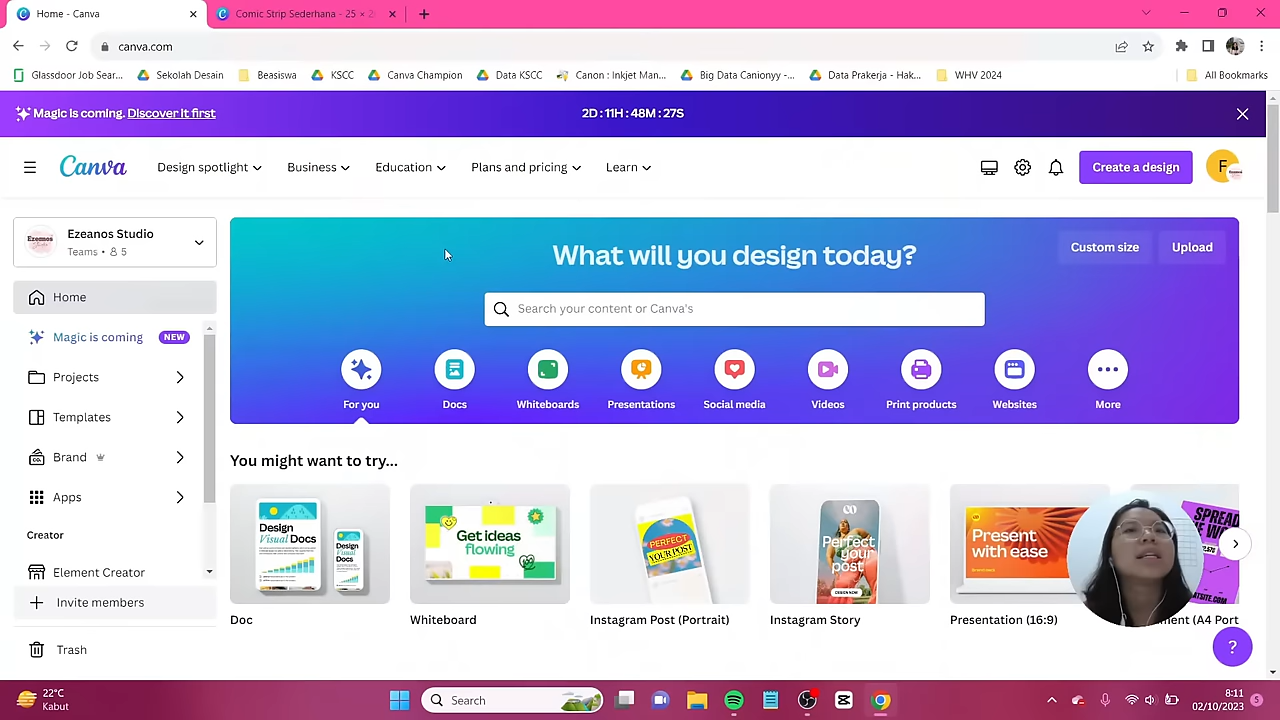 Home - Canva
Comic Strip Sederhana - 25 ×
canva.com
Glassdoor Job Sear...
Sekolah Desain
Beasiswa
KSCC
Canva Champion
Data KSCC
Canon : Inkjet Man...
Big Data Canionyy -...
Data Prakerja - Hak...
WHV 2024
All Bookmarks
Magic is coming. Discover it first
2D : 11H : 48M : 27S
Canva
Design spotlight
Business
Education
Plans and pricing
Learn
Create a design
F
Ezeanos Studio
Teams • 5
Home
Magic is coming
NEW
Projects
Templates
Brand
Apps
Creator
Element Creator
Invite members
Trash
What will you design today?
Custom size
Upload
Search your content or Canva's
For you
Docs
Whiteboards
Presentations
Social media
Videos
Print products
Websites
More
You might want to try...
Design
Visual Docs
Design
Visual Docs
Get ideas
flowing
PERFECT
YOUR POST
Perfect
your
post
DESIGN NOW
Present
with ease
SPREAD
Doc
Whiteboard
Instagram Post (Portrait)
Instagram Story
Presentation (16:9)
ment (A4 Port
?
22°C
Kabut
Search
8:11
02/10/2023
5